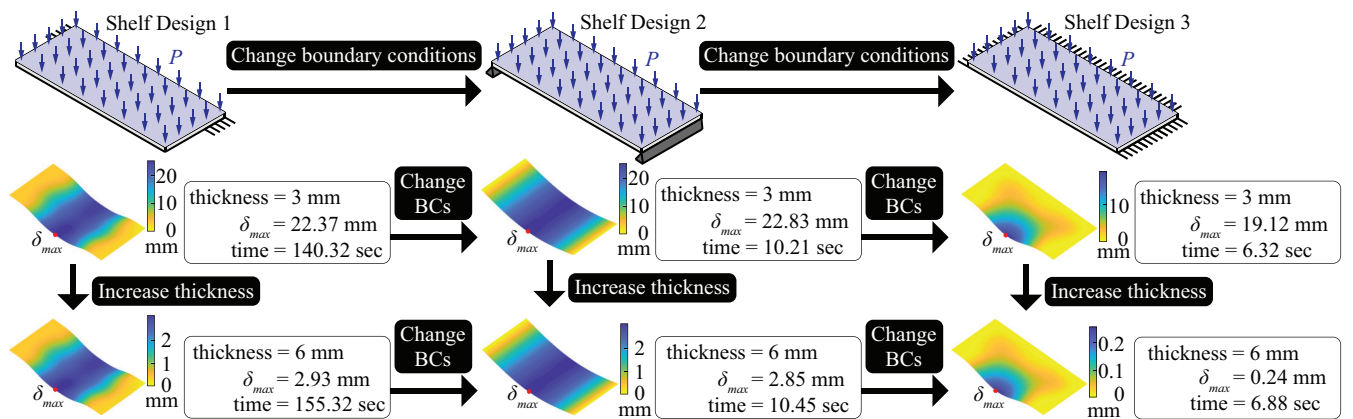 Shelf Design 1
Shelf Design 2
Shelf Design 3
P
P
P
Change boundary conditions
Change boundary conditions
20
10
0
mm
δmax
thickness = 3 mm
δmax = 22.37 mm
time = 140.32 sec
Change
BCs
20
10
0
mm
δmax
thickness = 3 mm
δmax = 22.83 mm
time = 10.21 sec
Change
BCs
10
0
mm
δmax
thickness = 3 mm
δmax = 19.12 mm
time = 6.32 sec
Increase thickness
Increase thickness
Increase thickness
2
1
0
mm
δmax
thickness = 6 mm
δmax = 2.93 mm
time = 155.32 sec
Change
BCs
2
1
0
mm
δmax
thickness = 6 mm
δmax = 2.85 mm
time = 10.45 sec
Change
BCs
0.2
0.1
0
mm
δmax
thickness = 6 mm
δmax = 0.24 mm
time = 6.88 sec